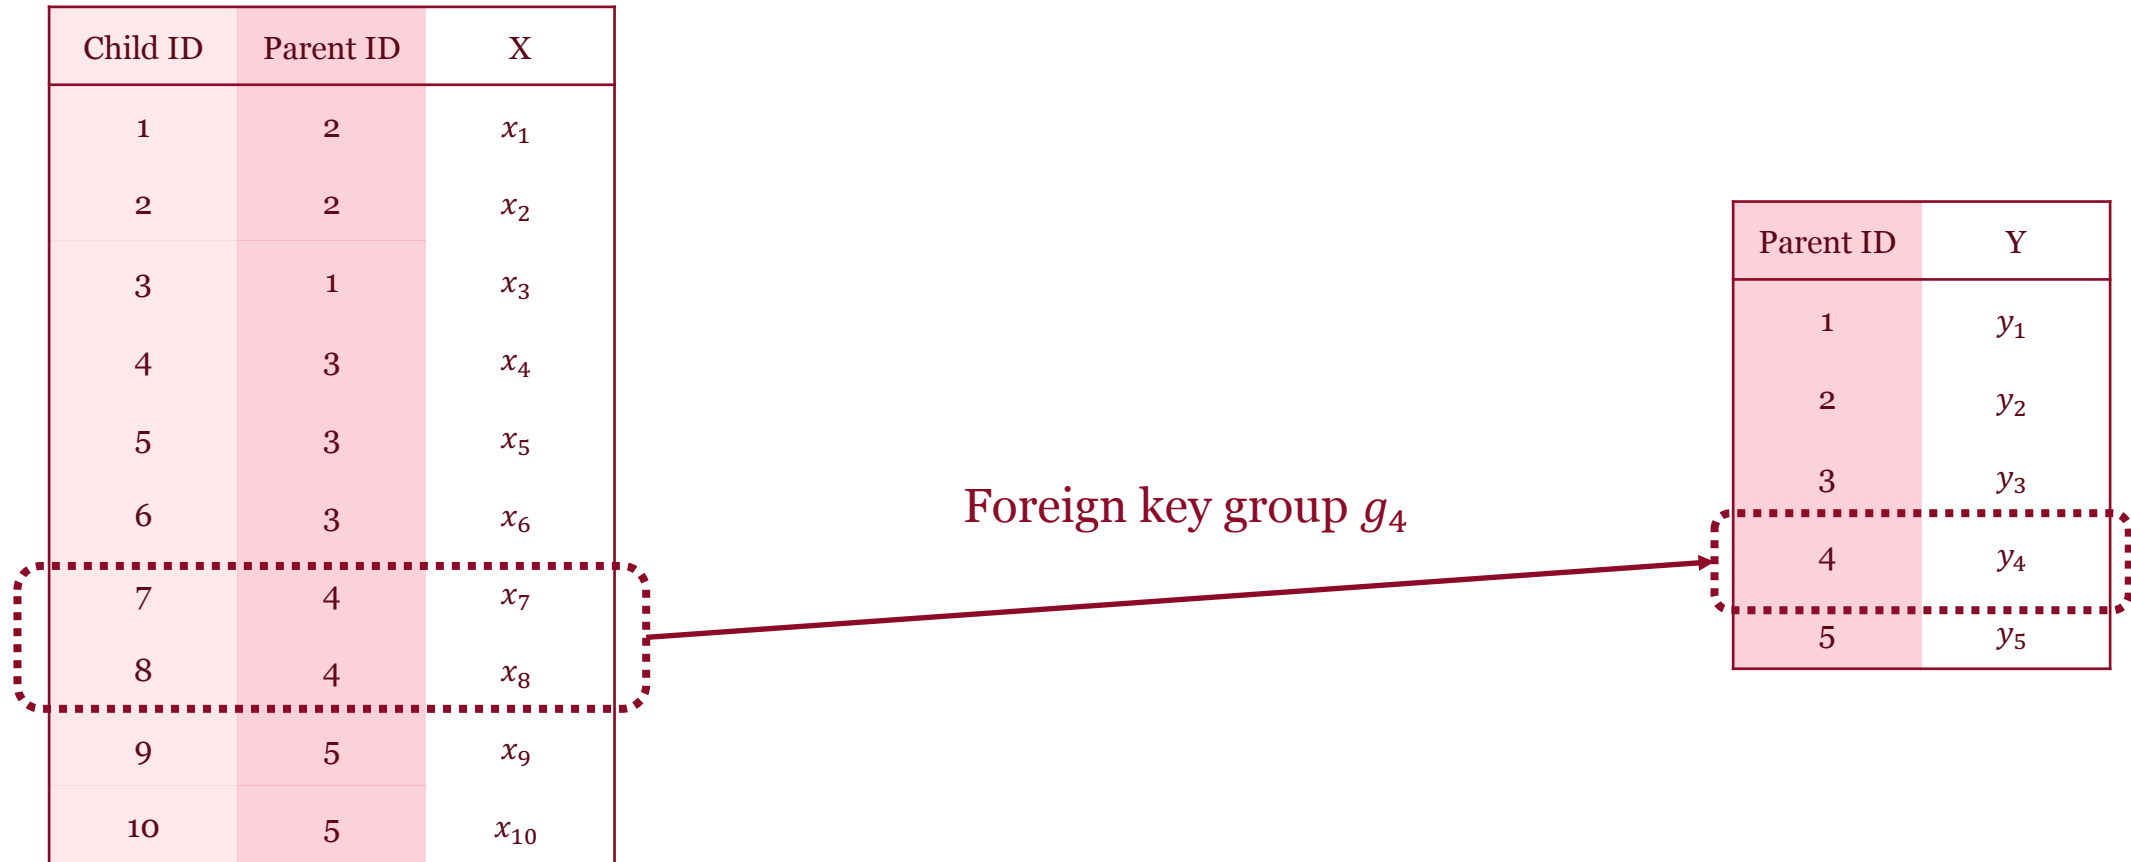 Child ID Parent ID X
1 2 x₁
2 2 x₂
3 1 x₃
4 3 x₄
5 3 x₅
6 3 x₆
7 4 x₇
8 4 x₈
9 5 x₉
10 5 x₁₀
Foreign key group g₄
Parent ID Y
1 y₁
2 y₂
3 y₃
4 y₄
5 y₅